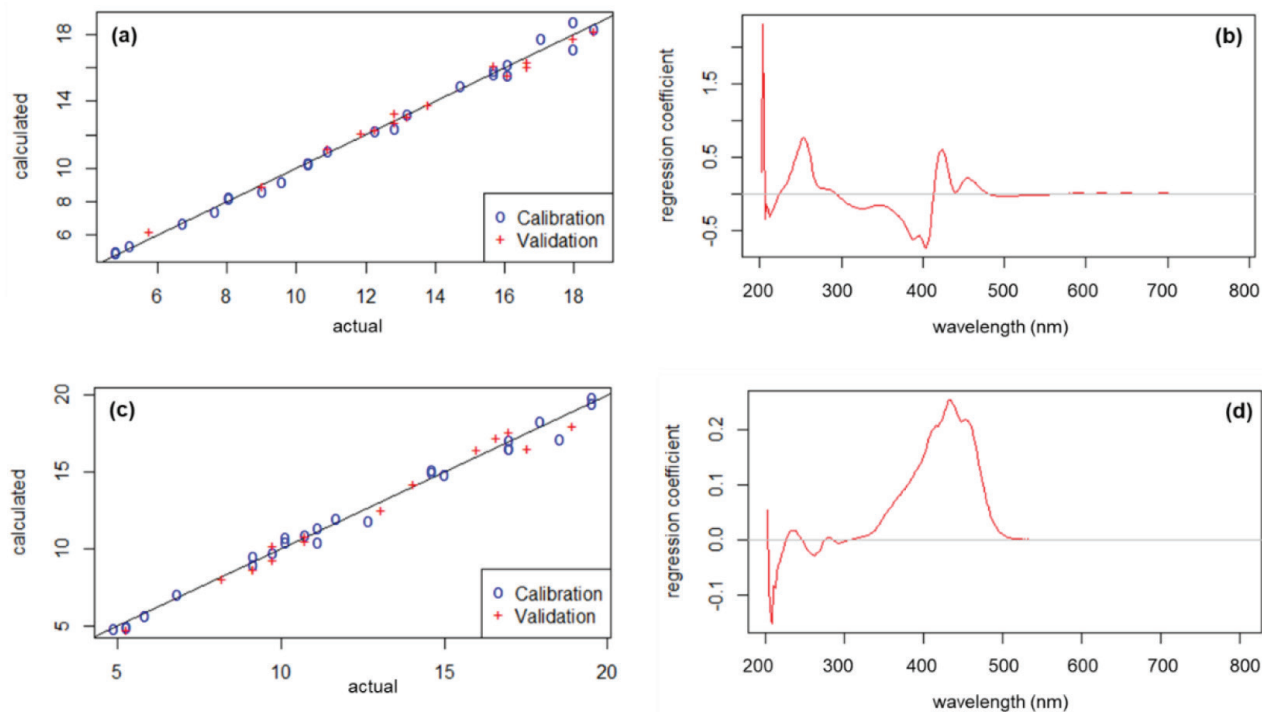 (a)
calculated
18
14
10
6
Calibration
Validation
6 8 10 12 14 16 18
actual
(b)
regression coefficient
1.5
0.5
-0.5
200 300 400 500 600 700 800
wavelength (nm)
(c)
calculated
20
15
10
5
Calibration
Validation
5 10 15 20
actual
(d)
regression coefficient
0.2
0.1
0.0
-0.1
200 300 400 500 600 700 800
wavelength (nm)